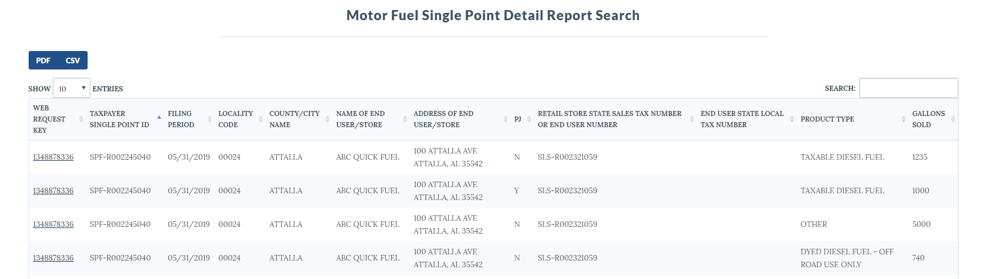 Motor Fuel Single Point Detail Report Search
PDF CSV
SHOW 10 ENTRIES
SEARCH:
WEB REQUEST KEY TAXPAYER SINGLE POINT ID FILING PERIOD LOCALITY CODE COUNTY/CITY NAME NAME OF END USER/STORE ADDRESS OF END USER/STORE PJ RETAIL STORE STATE SALES TAX NUMBER OR END USER NUMBER END USER STATE LOCAL TAX NUMBER PRODUCT TYPE GALLONS SOLD
1348878336 SPF-R002245040 05/31/2019 00024 ATTALLA ABC QUICK FUEL 100 ATTALLA AVE ATTALLA, AL 35542 N SLS-R002321059 TAXABLE DIESEL FUEL 1235
1348878336 SPF-R002245040 05/31/2019 00024 ATTALLA ABC QUICK FUEL 100 ATTALLA AVE ATTALLA, AL 35542 Y SLS-R002321059 TAXABLE DIESEL FUEL 1000
1348878336 SPF-R002245040 05/31/2019 00024 ATTALLA ABC QUICK FUEL 100 ATTALLA AVE ATTALLA, AL 35542 N SLS-R002321059 OTHER 5000
1348878336 SPF-R002245040 05/31/2019 00024 ATTALLA ABC QUICK FUEL 100 ATTALLA AVE ATTALLA, AL 35542 N SLS-R002321059 DYED DIESEL FUEL - OFF ROAD USE ONLY 740